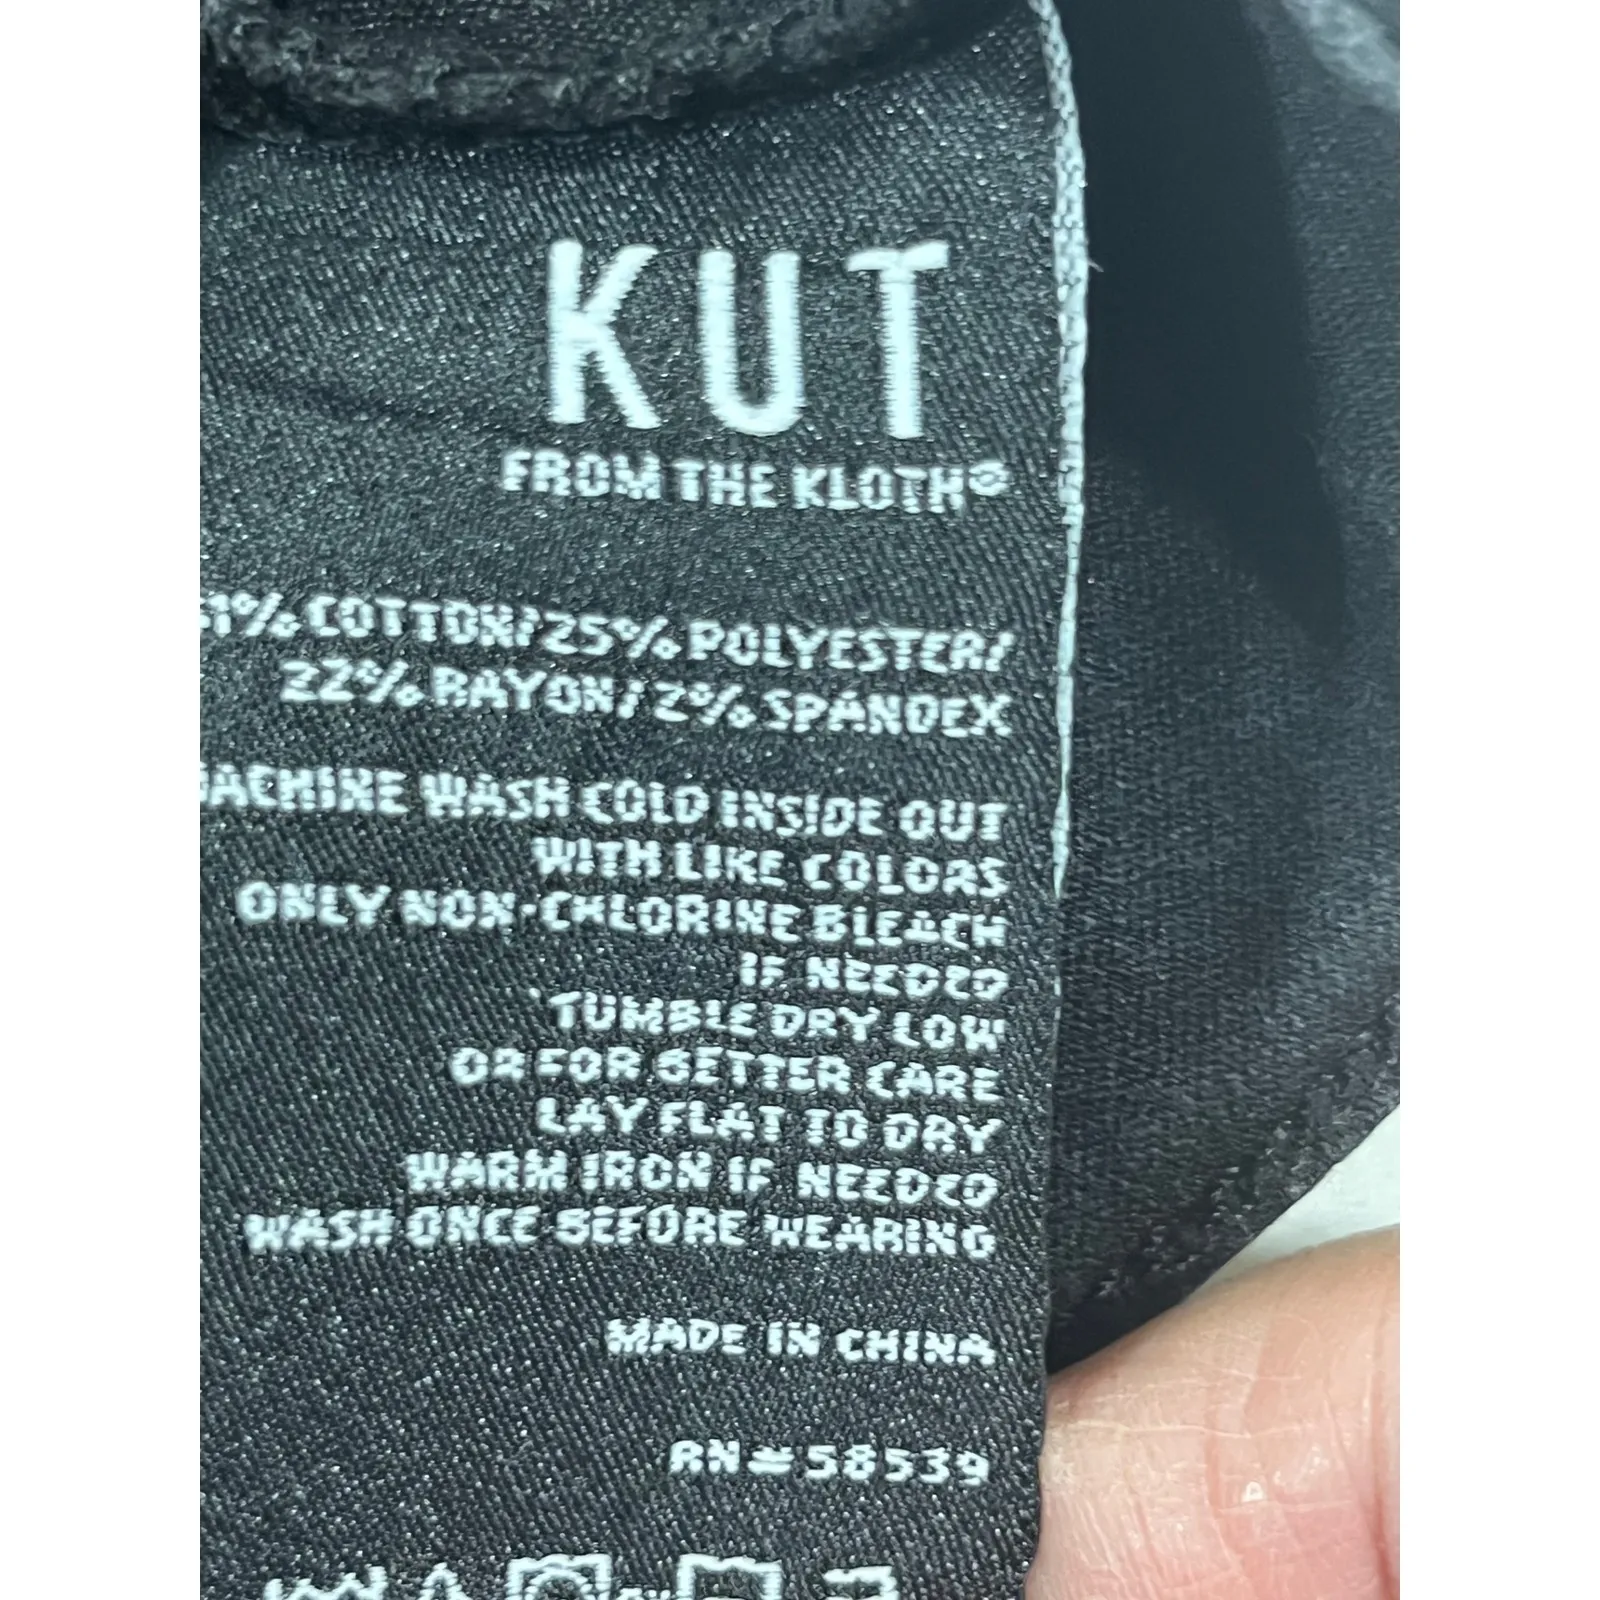 KUT
FROM THE KLOTH®
1% COTTON/25% POLYESTER/
22% RAYON/2% SPANDEX
MACHINE WASH COLD INSIDE OUT
WITH LIKE COLORS
ONLY NON-CHLORINE BLEACH
IF NEEDED
TUMBLE DRY LOW
OR FOR BETTER CARE
LAY FLAT TO DRY
WARM IRON IF NEEDED
WASH ONCE BEFORE WEARING
MADE IN CHINA
RN#58539